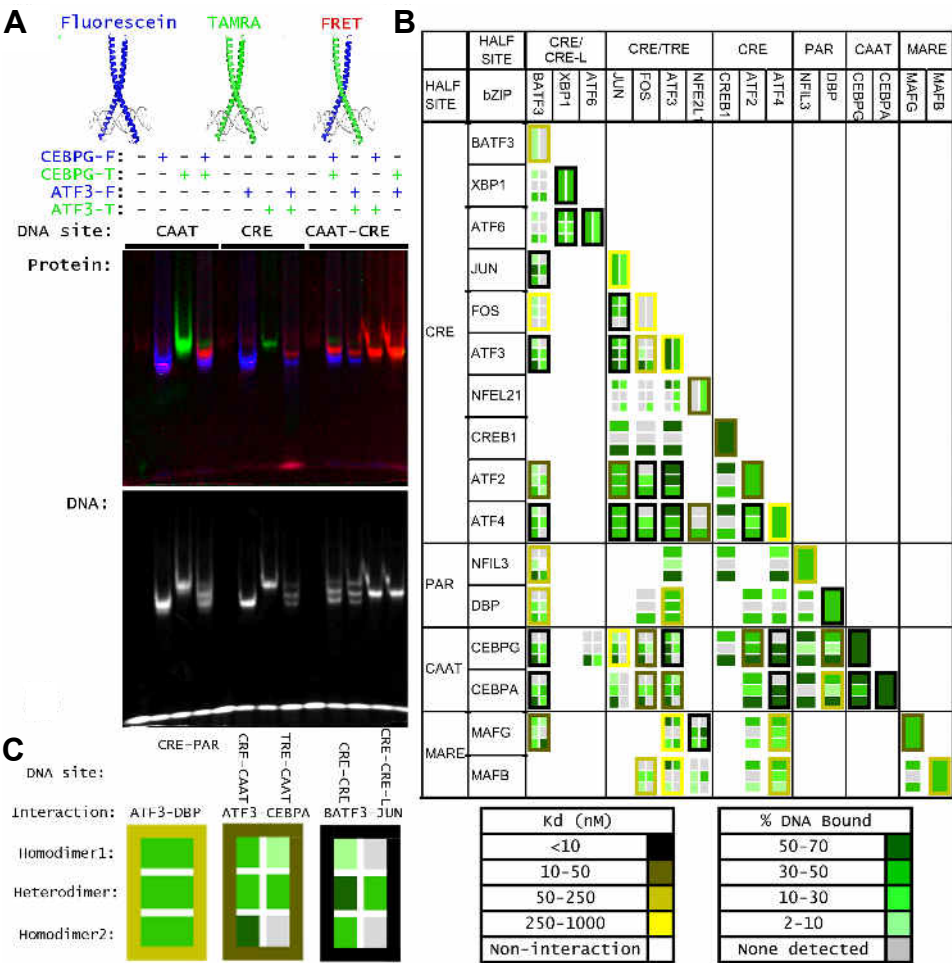 A
Fluorescein TAMRA FRET
CEBPG-F: - + - + - - - - + - + -
CEBPG-T: - - + + - - - - + - - +
ATF3-F: - - - - + - + - + - +
ATF3-T: - - - - - + + - + + -
DNA site: CAAT CRE CAAT-CRE
Protein:
DNA:
B
HALF SITE CRE/ CRE-L CRE/TRE CRE PAR CAAT MARE
HALF SITE bZIP BATF3 XBP1 ATF6 JUN FOS ATF3 NFE2L1 CREB1 ATF2 ATF4 NFIL3 DBP CEBPG CEBPA MAFG MAFB
CRE
BATF3
XBP1
ATF6
JUN
FOS
ATF3
NFEL21
CREB1
ATF2
ATF4
PAR
NFIL3
DBP
CAAT
CEBPG
CEBPA
MARE
MAFG
MAFB
C
DNA site: CRE-PAR CRE-CAAT TRE-CAAT CRE-CRE CRE-CRE-L
Interaction: ATF3-DBP ATF3-CEBPA BATF3-JUN
Homodimer1:
Heterodimer:
Homodimer2:
Kd (nM)
<10
10-50
50-250
250-1000
Non-interaction
% DNA Bound
50-70
30-50
10-30
2-10
None detected